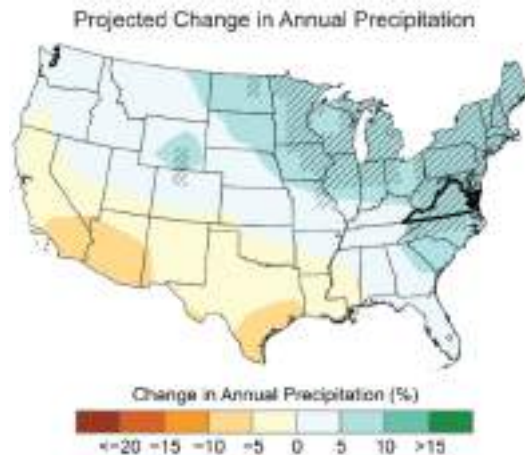 Projected Change in Annual Precipitation
Change in Annual Precipitation (%)
<=20 −15 −10 −5 0 5 10 >15